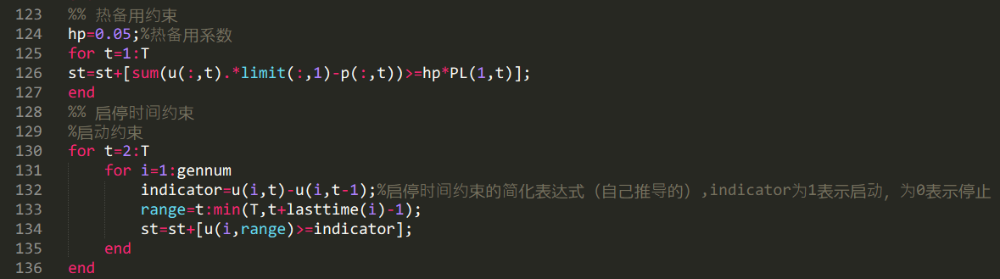 123 %% 热备用约束
124 hp=0.05;%热备用系数
125 for t=1:T
126 st=st+[sum(u(:,t).*limit(:,1)-p(:,t))>=hp*PL(1,t)];
127 end
128 %% 启停时间约束
129 %启动约束
130 for t=2:T
131     for i=1:gennum
132         indicator=u(i,t)-u(i,t-1);%启停时间约束的简化表达式（自己推导的）,indicator为1表示启动，为0表示停止
133         range=t:min(T,t+lasttime(i)-1);
134         st=st+[u(i,range)>=indicator];
135     end
136 end